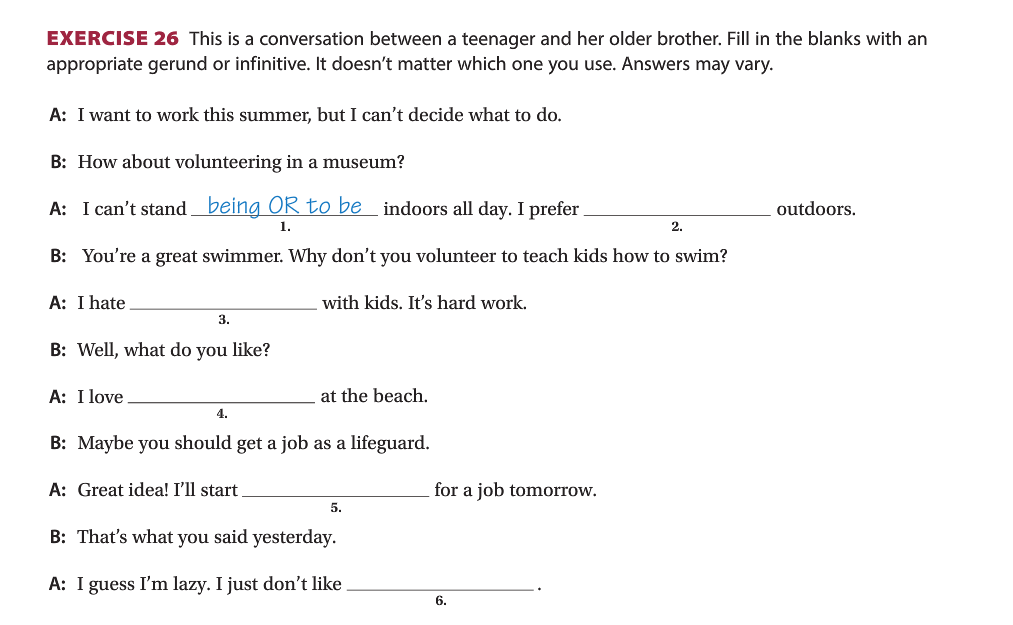 EXERCISE 26 This is a conversation between a teenager and her older brother. Fill in the blanks with an
appropriate gerund or infinitive. It doesn't matter which one you use. Answers may vary.
A: I want to work this summer, but I can't decide what to do.
B: How about volunteering in a museum?
A: I can't stand being OR to be indoors all day. I prefer ____________ outdoors.
1. 2.
B: You're a great swimmer. Why don't you volunteer to teach kids how to swim?
A: I hate ____________ with kids. It's hard work.
3.
B: Well, what do you like?
A: I love ____________ at the beach.
4.
B: Maybe you should get a job as a lifeguard.
A: Great idea! I'll start ____________ for a job tomorrow.
5.
B: That's what you said yesterday.
A: I guess I'm lazy. I just don't like ____________ .
6.